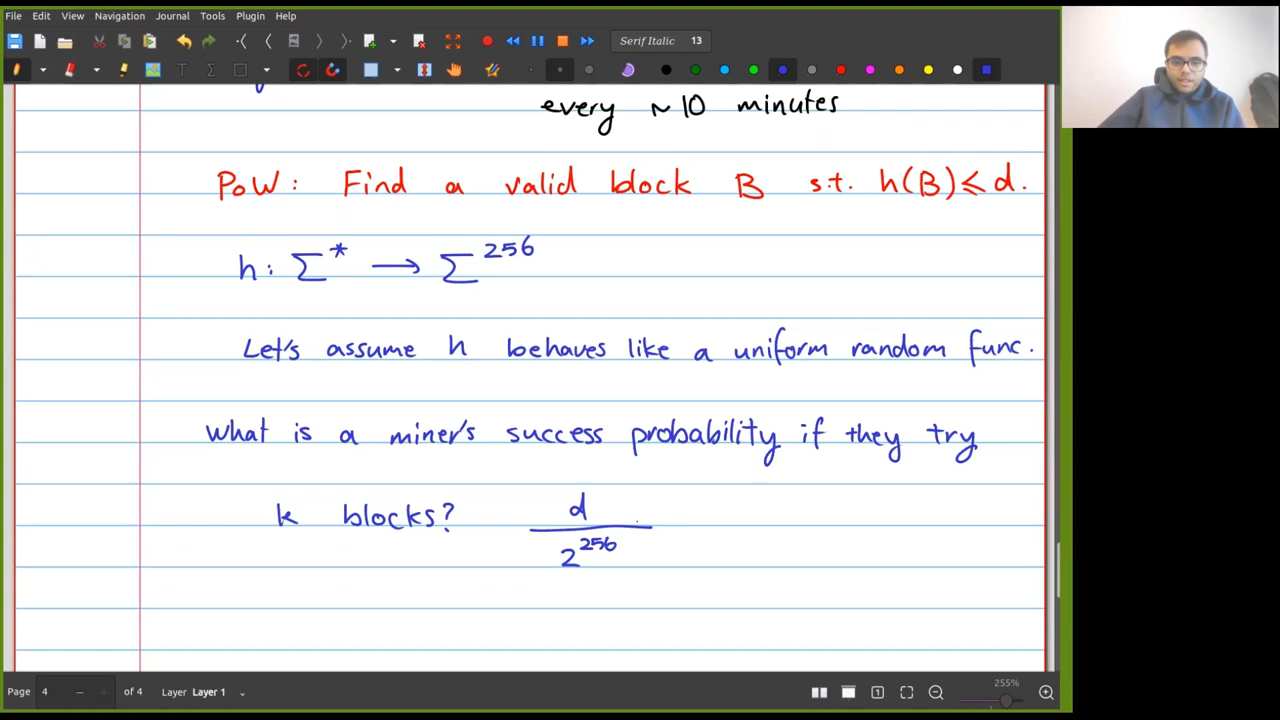 File Edit View Navigation Journal Tools Plugin Help
Serif Italic 13
every ~ 10 minutes
PoW: Find a valid block B s.t. h(B) ≤ d.
h: Σ* → Σ^256
Let's assume h behaves like a uniform random func.
What is a miner's success probability if they try
k blocks? d / 2^256
Page 4 of 4 Layer Layer 1 255%